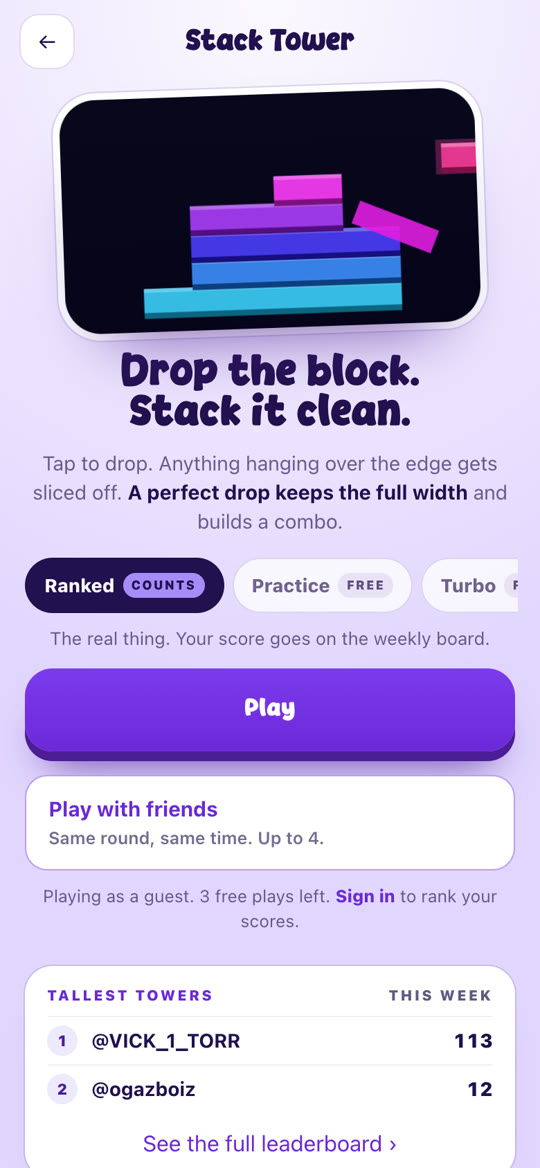 ←
Stack Tower
Drop the block.
Stack it clean.
Tap to drop. Anything hanging over the edge gets
sliced off. A perfect drop keeps the full width and
builds a combo.
Ranked COUNTS Practice FREE Turbo
The real thing. Your score goes on the weekly board.
Play
Play with friends
Same round, same time. Up to 4.
Playing as a guest. 3 free plays left. Sign in to rank your
scores.
TALLEST TOWERS THIS WEEK
1 @VICK_1_TORR 113
2 @ogazboiz 12
See the full leaderboard ›